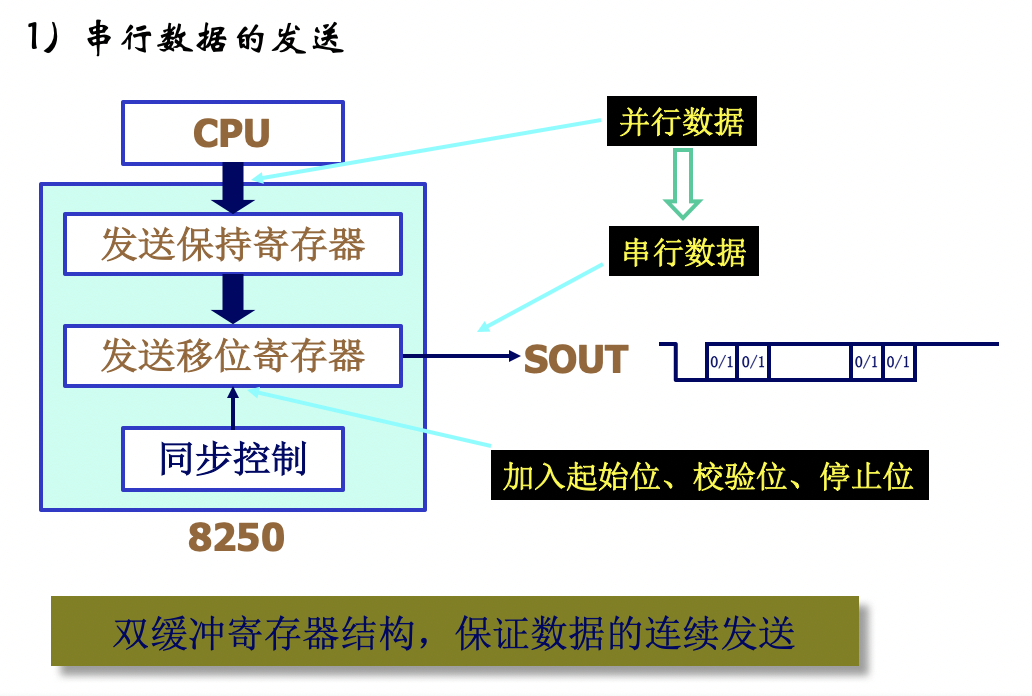 1) 串行数据的发送
CPU
并行数据
发送保持寄存器
串行数据
发送移位寄存器
SOUT
0/1 0/1 0/1 0/1
同步控制
加入起始位、校验位、停止位
8250
双缓冲寄存器结构，保证数据的连续发送